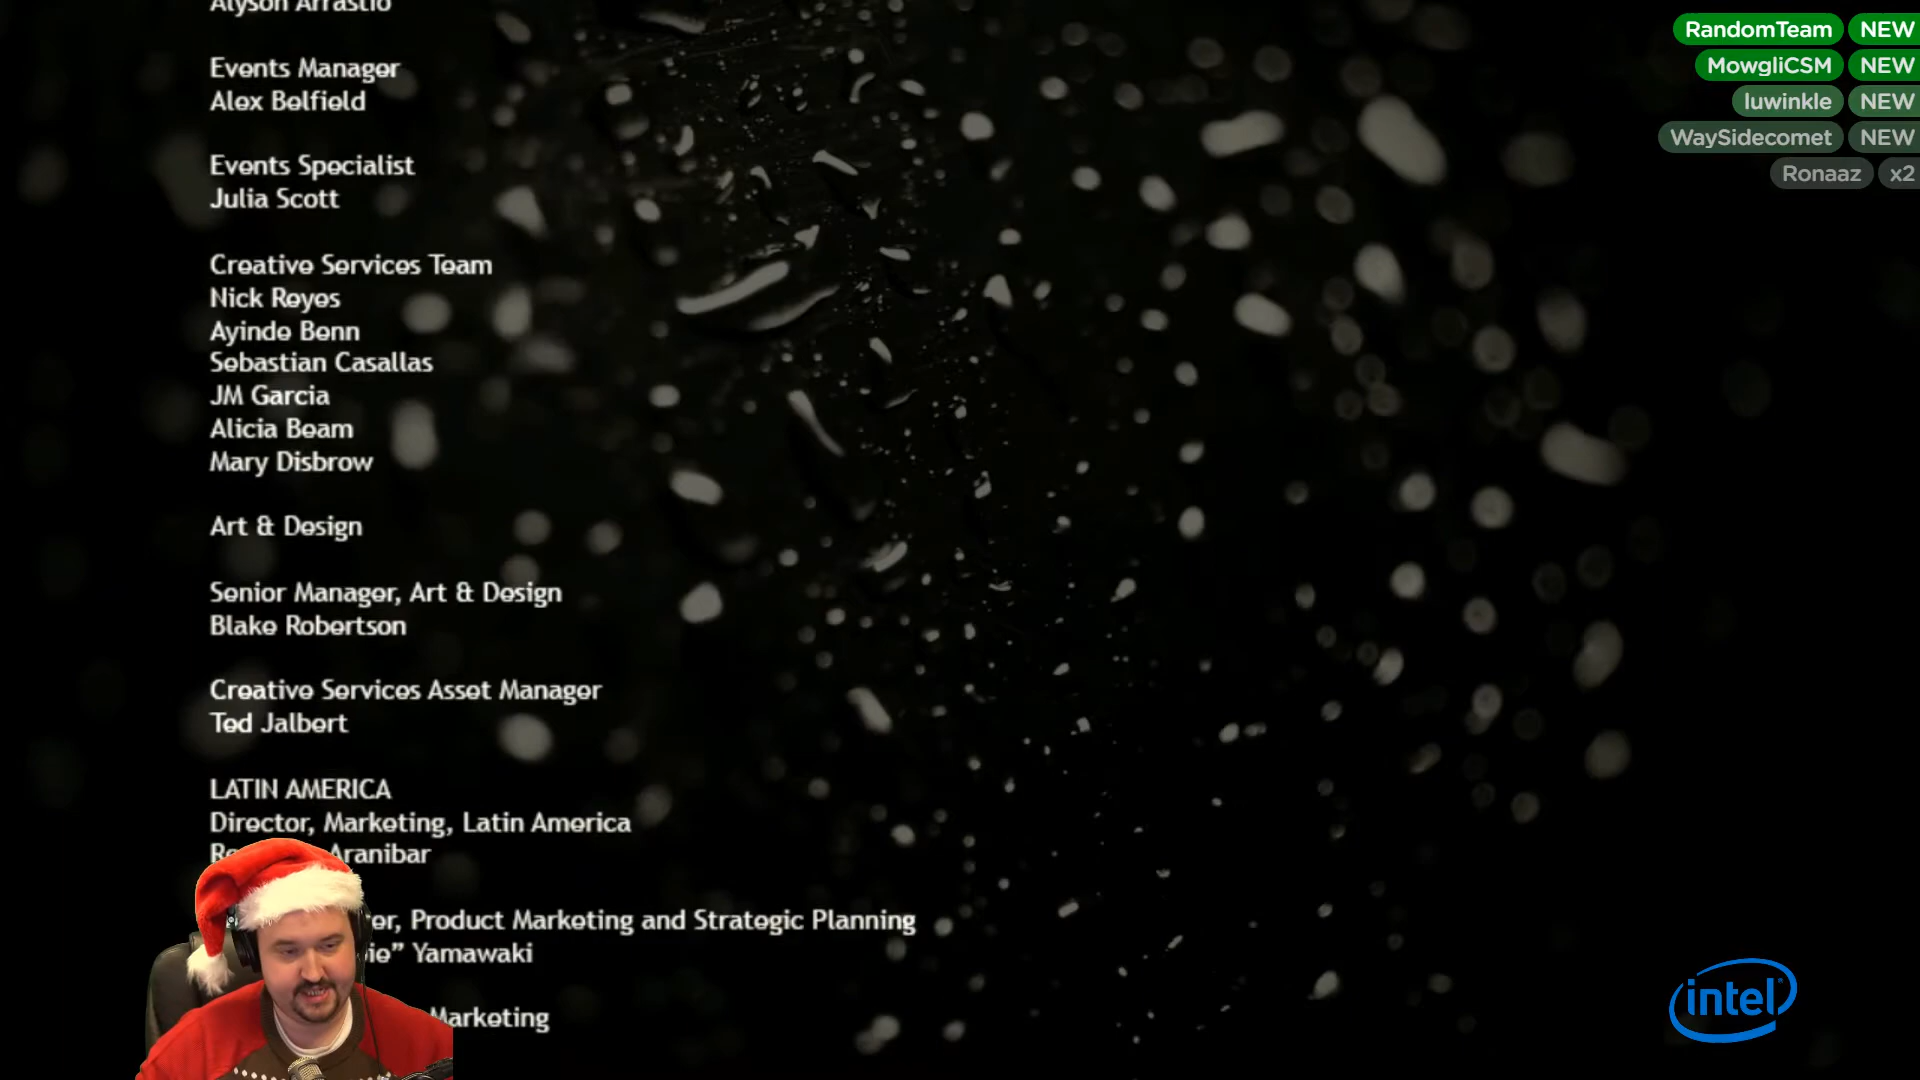 Alyson Arrastio
RandomTeam NEW
Events Manager
MowgliCSM NEW
Alex Belfield
luwinkle NEW
WaySidecomet NEW
Events Specialist
Ronaaz x2
Julia Scott
Creative Services Team
Nick Reyes
Ayinde Benn
Sebastian Casallas
JM Garcia
Alicia Beam
Mary Disbrow
Art & Design
Senior Manager, Art & Design
Blake Robertson
Creative Services Asset Manager
Ted Jalbert
LATIN AMERICA
Director, Marketing, Latin America
Aranibar
Product Marketing and Strategic Planning
Yamawaki
Marketing
intel